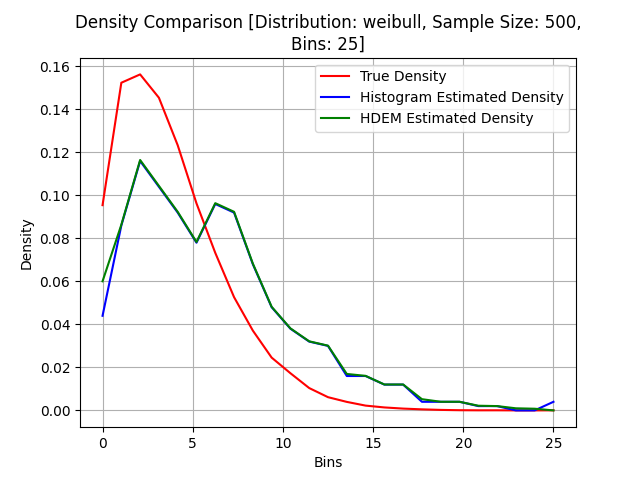 Density Comparison [Distribution: weibull, Sample Size: 500,
Bins: 25]
True Density
Histogram Estimated Density
HDEM Estimated Density
0.16
0.14
0.12
0.10
0.08
0.06
0.04
0.02
0.00
Density
0
5
10
15
20
25
Bins